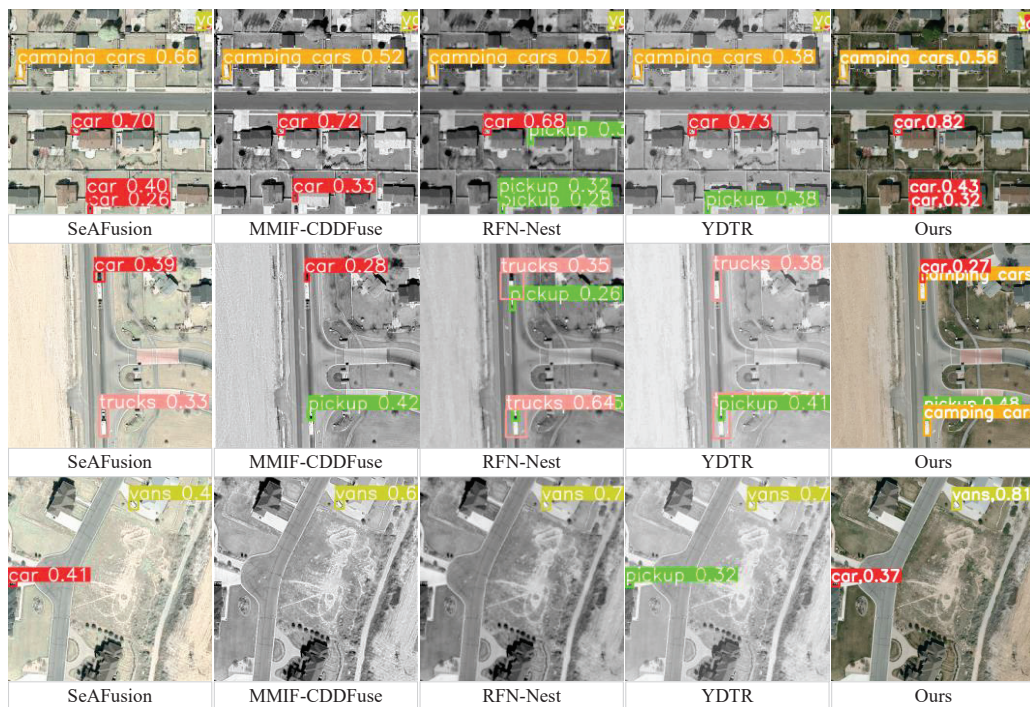 camping cars 0.66
car 0.70
car 0.40
car 0.26
camping cars 0.52
car 0.72
car 0.33
camping cars 0.57
car 0.68
pickup 0.3
pickup 0.32
pickup 0.28
camping cars 0.38
car 0.73
pickup 0.38
camping cars,0.56
car,0.82
car,0.43
car,0.32
SeAFusion MMIF-CDDFuse RFN-Nest YDTR Ours
car 0.39
trucks 0.33
car 0.28
pickup 0.42
trucks 0.35
pickup 0.26
trucks 0.64
trucks 0.38
pickup 0.41
car,0.27
camping cars
pickup 0.48
camping car
SeAFusion MMIF-CDDFuse RFN-Nest YDTR Ours
vans 0.4
car 0.41
vans 0.6
vans 0.7
vans 0.7
pickup 0.32
vans,0.81
car,0.37
SeAFusion MMIF-CDDFuse RFN-Nest YDTR Ours